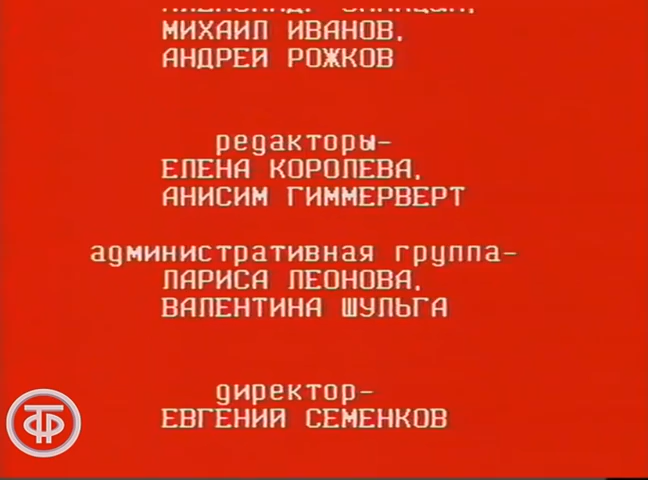 МИХАИЛ ИВАНОВ,
АНДРЕЙ РОЖКОВ
редакторы-
ЕЛЕНА КОРОЛЕВА,
АНИСИМ ГИММЕРВЕРТ
административная группа-
ЛАРИСА ЛЕОНОВА,
ВАЛЕНТИНА ШУЛЬГА
директор-
ЕВГЕНИЙ СЕМЕНКОВ